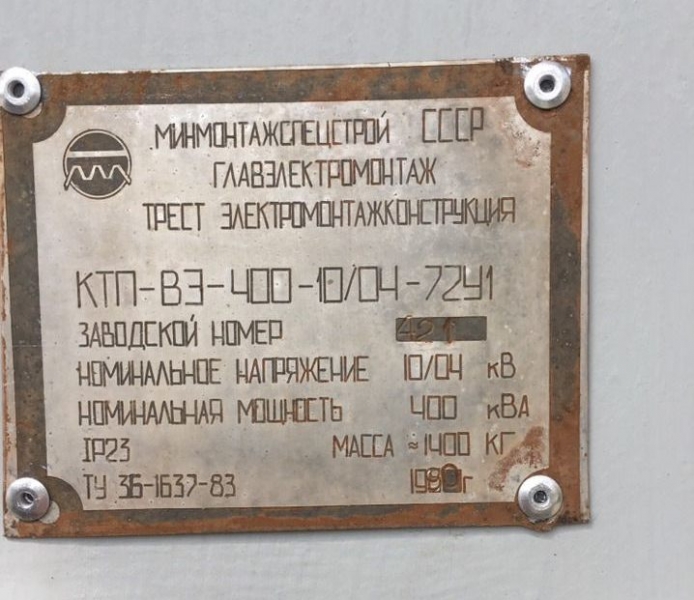 МИНМОНТАЖСПЕЦСТРОЙ СССР
ГЛАВЭЛЕКТРОМОНТАЖ
ТРЕСТ ЭЛЕКТРОМОНТАЖКОНСТРУКЦИЯ
КТП-ВЭ-400-10/04-72У1
ЗАВОДСКОЙ НОМЕР 421
НОМИНАЛЬНОЕ НАПРЯЖЕНИЕ 10/04 кВ
НОМИНАЛЬНАЯ МОЩНОСТЬ 400 кВА
IP23 МАССА ≈1400 КГ
ТУ 36-1637-83